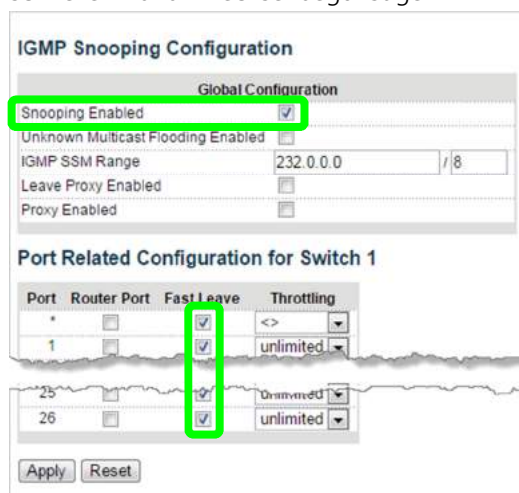 IGMP Snooping Configuration
Global Configuration
Snooping Enabled
Unknown Multicast Flooding Enabled
IGMP SSM Range 232.0.0.0 / 8
Leave Proxy Enabled
Proxy Enabled
Port Related Configuration for Switch 1
Port Router Port Fast Leave Throttling
* <>
1 unlimited
25 unlimited
26 unlimited
Apply Reset